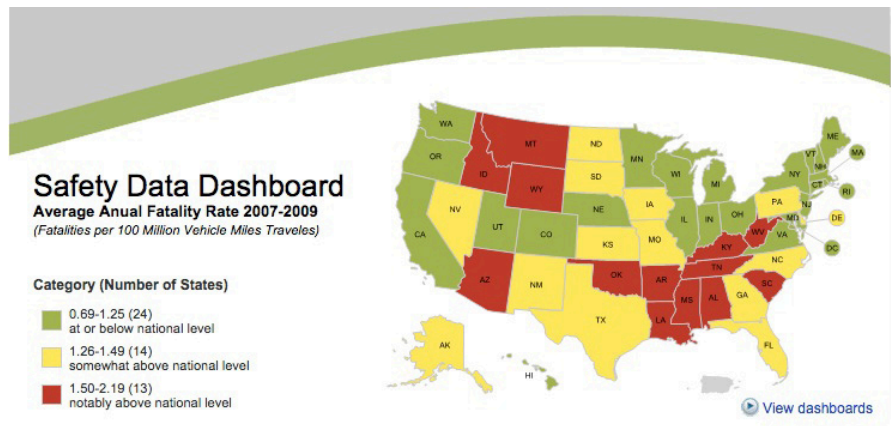 Safety Data Dashboard
Average Anual Fatality Rate 2007-2009
(Fatalities per 100 Million Vehicle Miles Traveles)
Category (Number of States)
0.69-1.25 (24)
at or below national level
1.26-1.49 (14)
somewhat above national level
1.50-2.19 (13)
notably above national level
WA
OR
CA
NV
ID
MT
WY
UT
CO
AZ
NM
ND
SD
NE
KS
OK
TX
MN
IA
MO
AR
LA
WI
IL
MI
IN
OH
KY
TN
MS
AL
GA
FL
SC
NC
VA
WV
PA
NY
VT
NH
ME
MA
RI
CT
NJ
DE
MD
DC
AK
HI
View dashboards